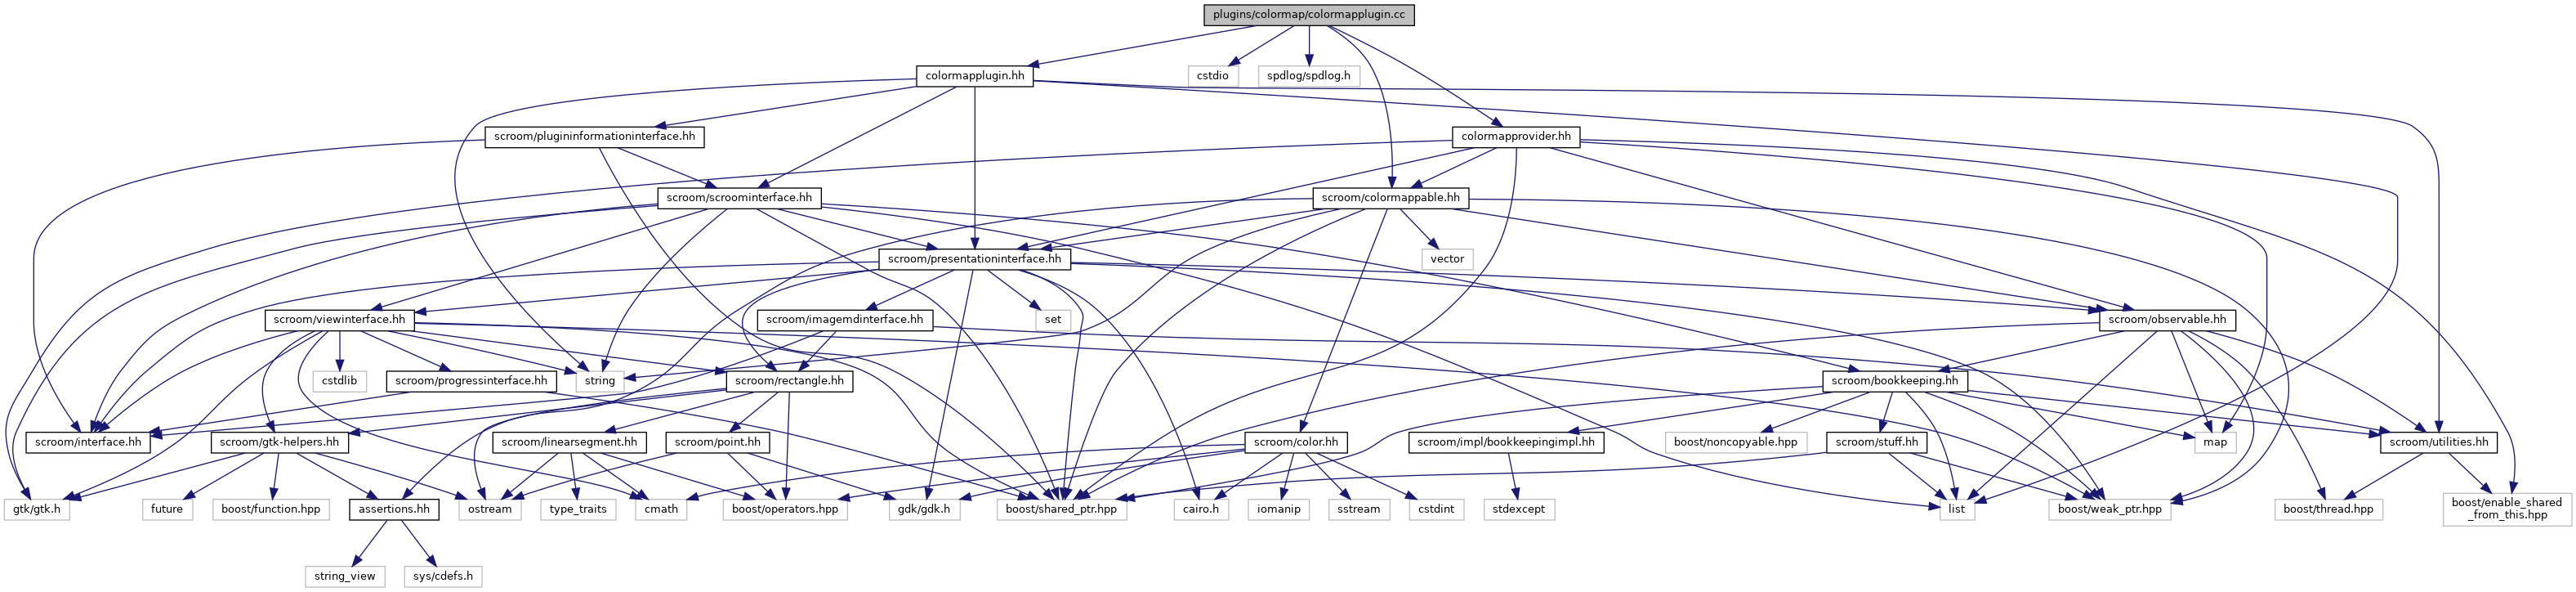 plugins/colormap/colormapplugin.cc
colormapplugin.hh
cstdio
spdlog/spdlog.h
scroom/plugininformationinterface.hh
colormapprovider.hh
scroom/scroominterface.hh
scroom/colormappable.hh
scroom/presentationinterface.hh
vector
scroom/viewinterface.hh
scroom/imagemdinterface.hh
set
scroom/observable.hh
cstdlib
scroom/progressinterface.hh
string
scroom/rectangle.hh
scroom/bookkeeping.hh
scroom/interface.hh
scroom/gtk-helpers.hh
scroom/linearsegment.hh
scroom/point.hh
scroom/color.hh
scroom/impl/bookkeepingimpl.hh
boost/noncopyable.hpp
scroom/stuff.hh
map
scroom/utilities.hh
gtk/gtk.h
future
boost/function.hpp
assertions.hh
ostream
type_traits
cmath
boost/operators.hpp
gdk/gdk.h
boost/shared_ptr.hpp
cairo.h
iomanip
sstream
cstdint
stdexcept
list
boost/weak_ptr.hpp
boost/thread.hpp
boost/enable_shared
_from_this.hpp
string_view
sys/cdefs.h